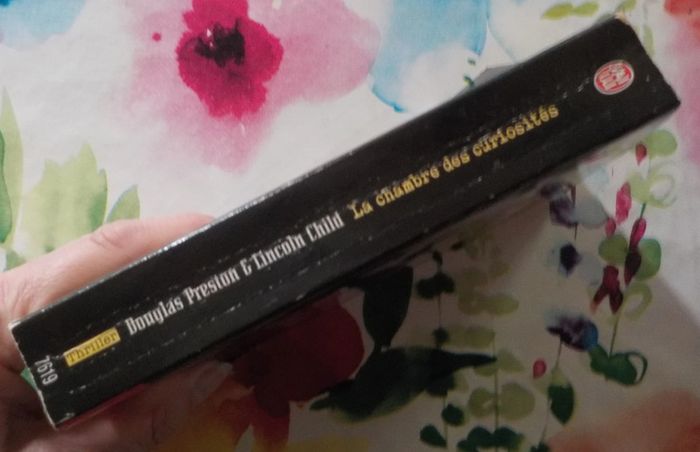 7619
Thriller
Douglas Preston & Lincoln Child
La chambre des curiosités